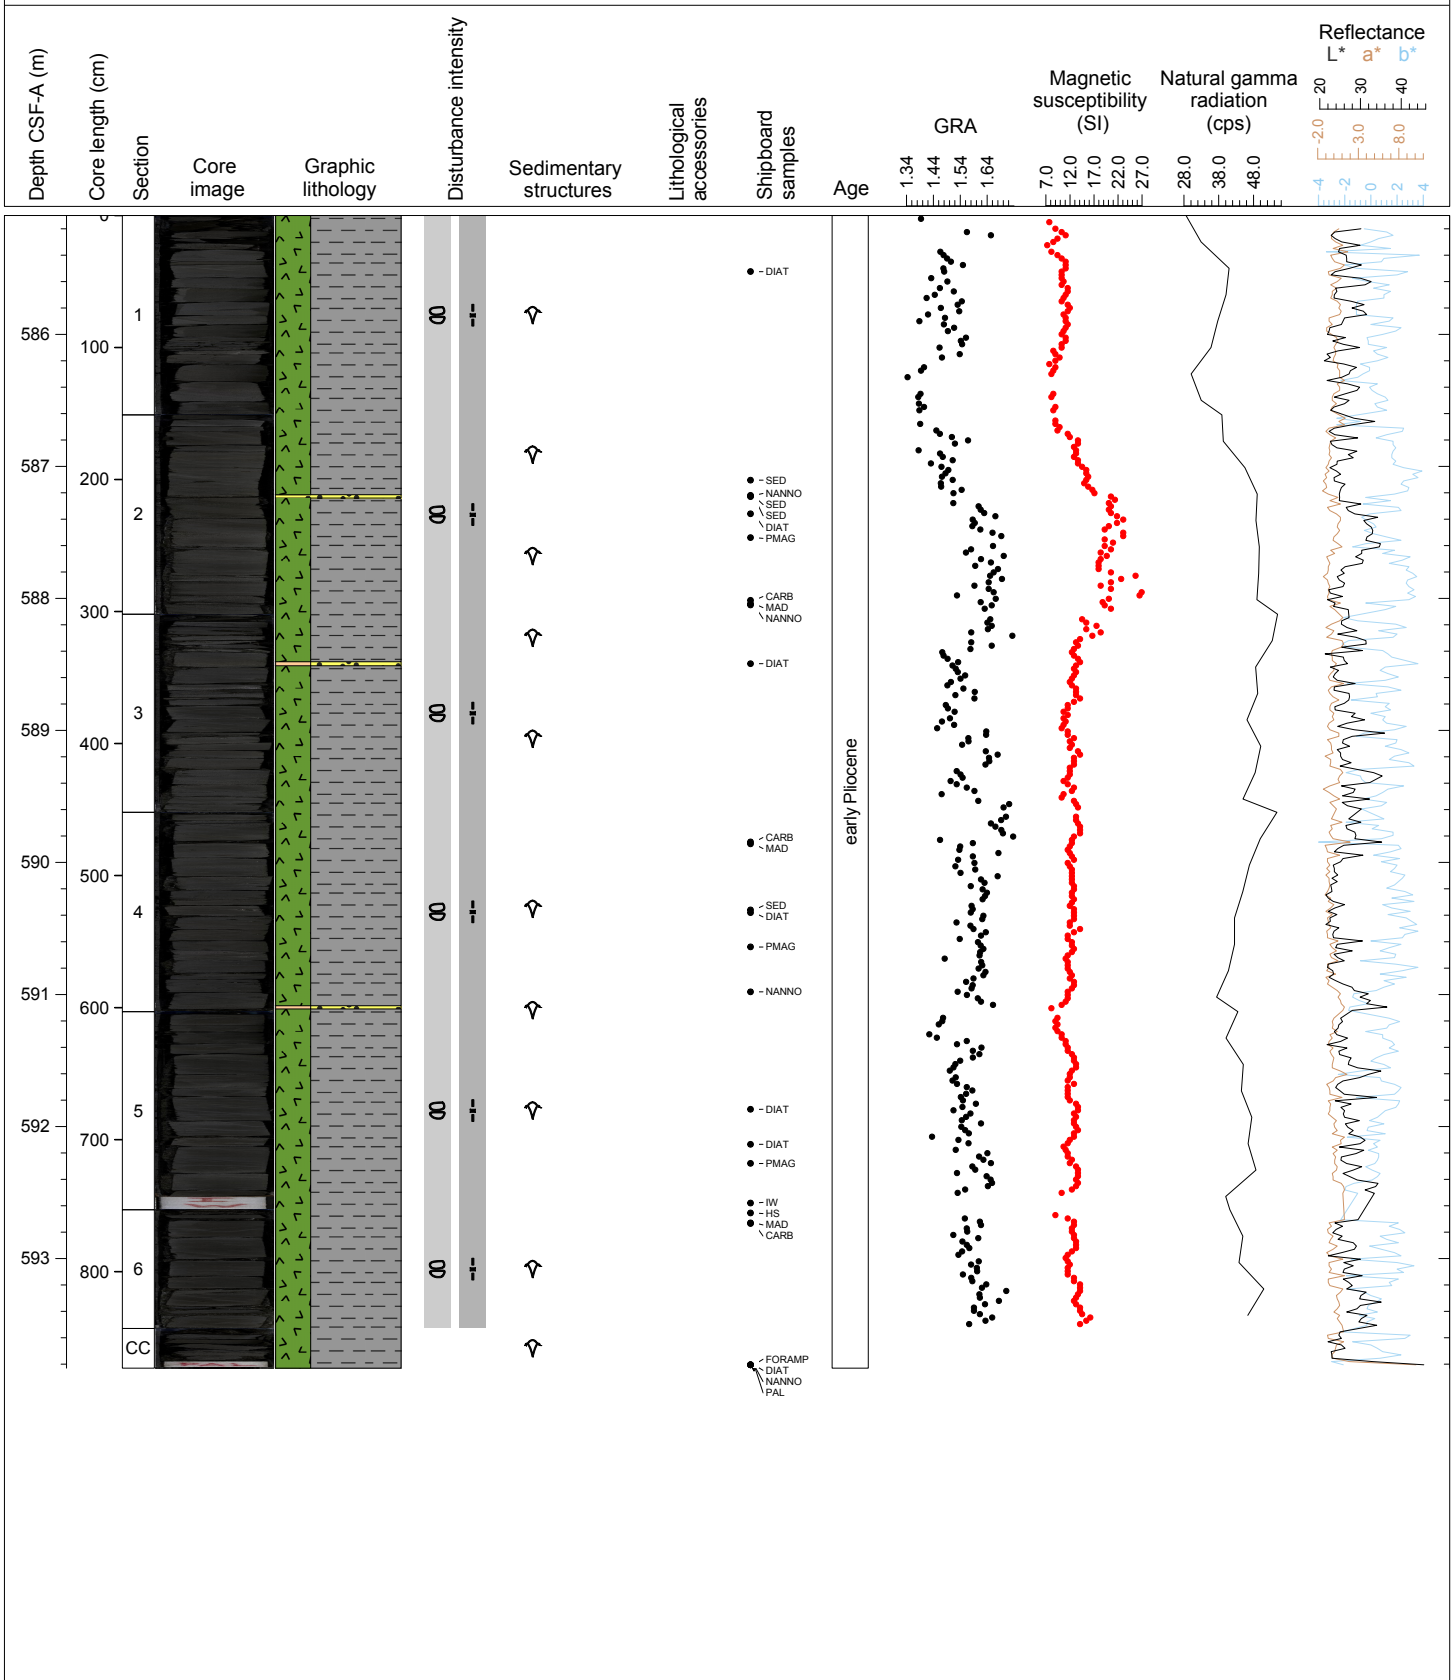 Depth CSF-A (m)
Core length (cm)
Section
Core
image
Graphic
lithology
Disturbance intensity
Sedimentary
structures
Lithological
accessories
Shipboard
samples
Age
GRA
1.34 1.44 1.54 1.64
Magnetic
susceptibility
(SI)
7.0 12.0 17.0 22.0 27.0
Natural gamma
radiation
(cps)
28.0 38.0 48.0
Reflectance
L* a* b*
20 30 40
-2.0 3.0 8.0
-4 -2 0 2 4
0
DIAT
1
586
100
587
200
SED
NANNO
SED
SED
DIAT
2
PMAG
588
300
CARB
MAD
NANNO
DIAT
3
589
400
early Pliocene
CARB
MAD
590
500
SED
DIAT
4
PMAG
591
600
NANNO
5
592
DIAT
700
DIAT
PMAG
IW
HS
MAD
CARB
593
800
6
CC
FORAMP
DIAT
NANNO
PAL